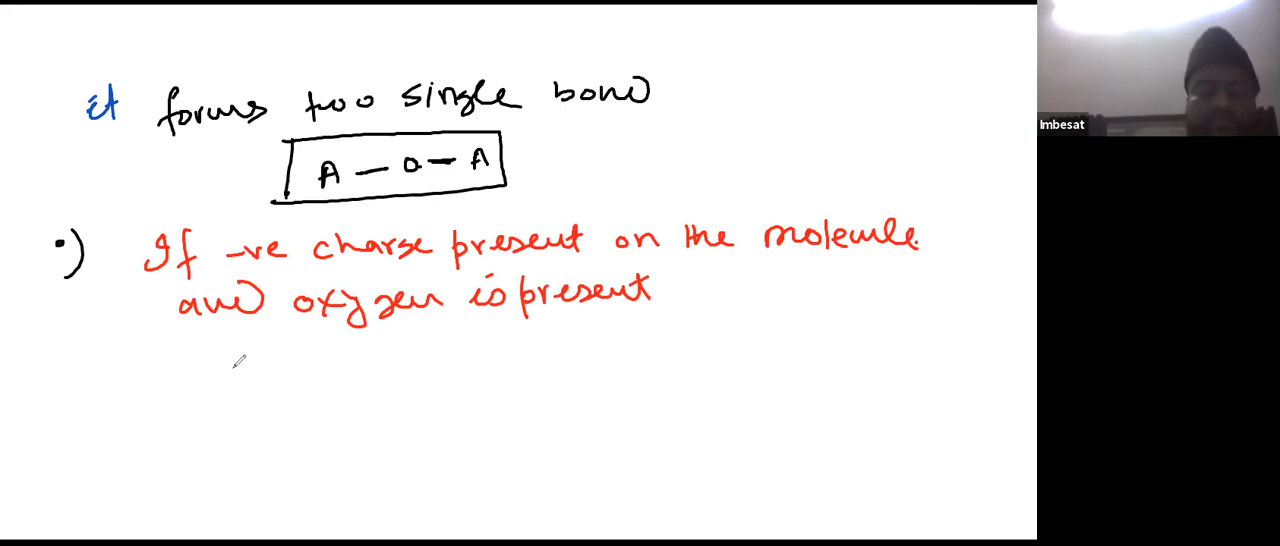 it forms two single bond
A — O — A
•) If -ve charge present on the molecule
and oxygen is present
Imbesat